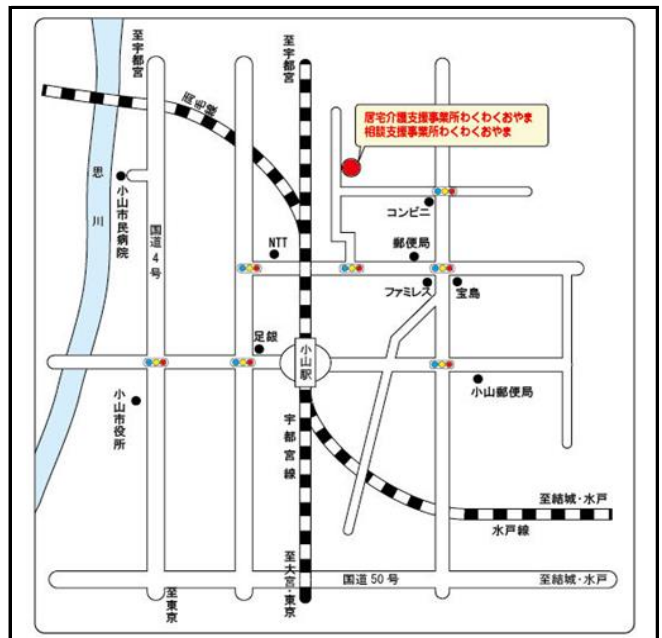 至宇都宮
至宇都宮
両毛線
居宅介護支援事業所わくわくおやま
相談支援事業所わくわくおやま
思川
小山市民病院
国道4号
コンビニ
NTT
郵便局
ファミレス
宝島
足銀
小山駅
小山郵便局
小山市役所
宇都宮線
至結城・水戸
水戸線
至東京
至大宮・東京
国道50号
至結城・水戸